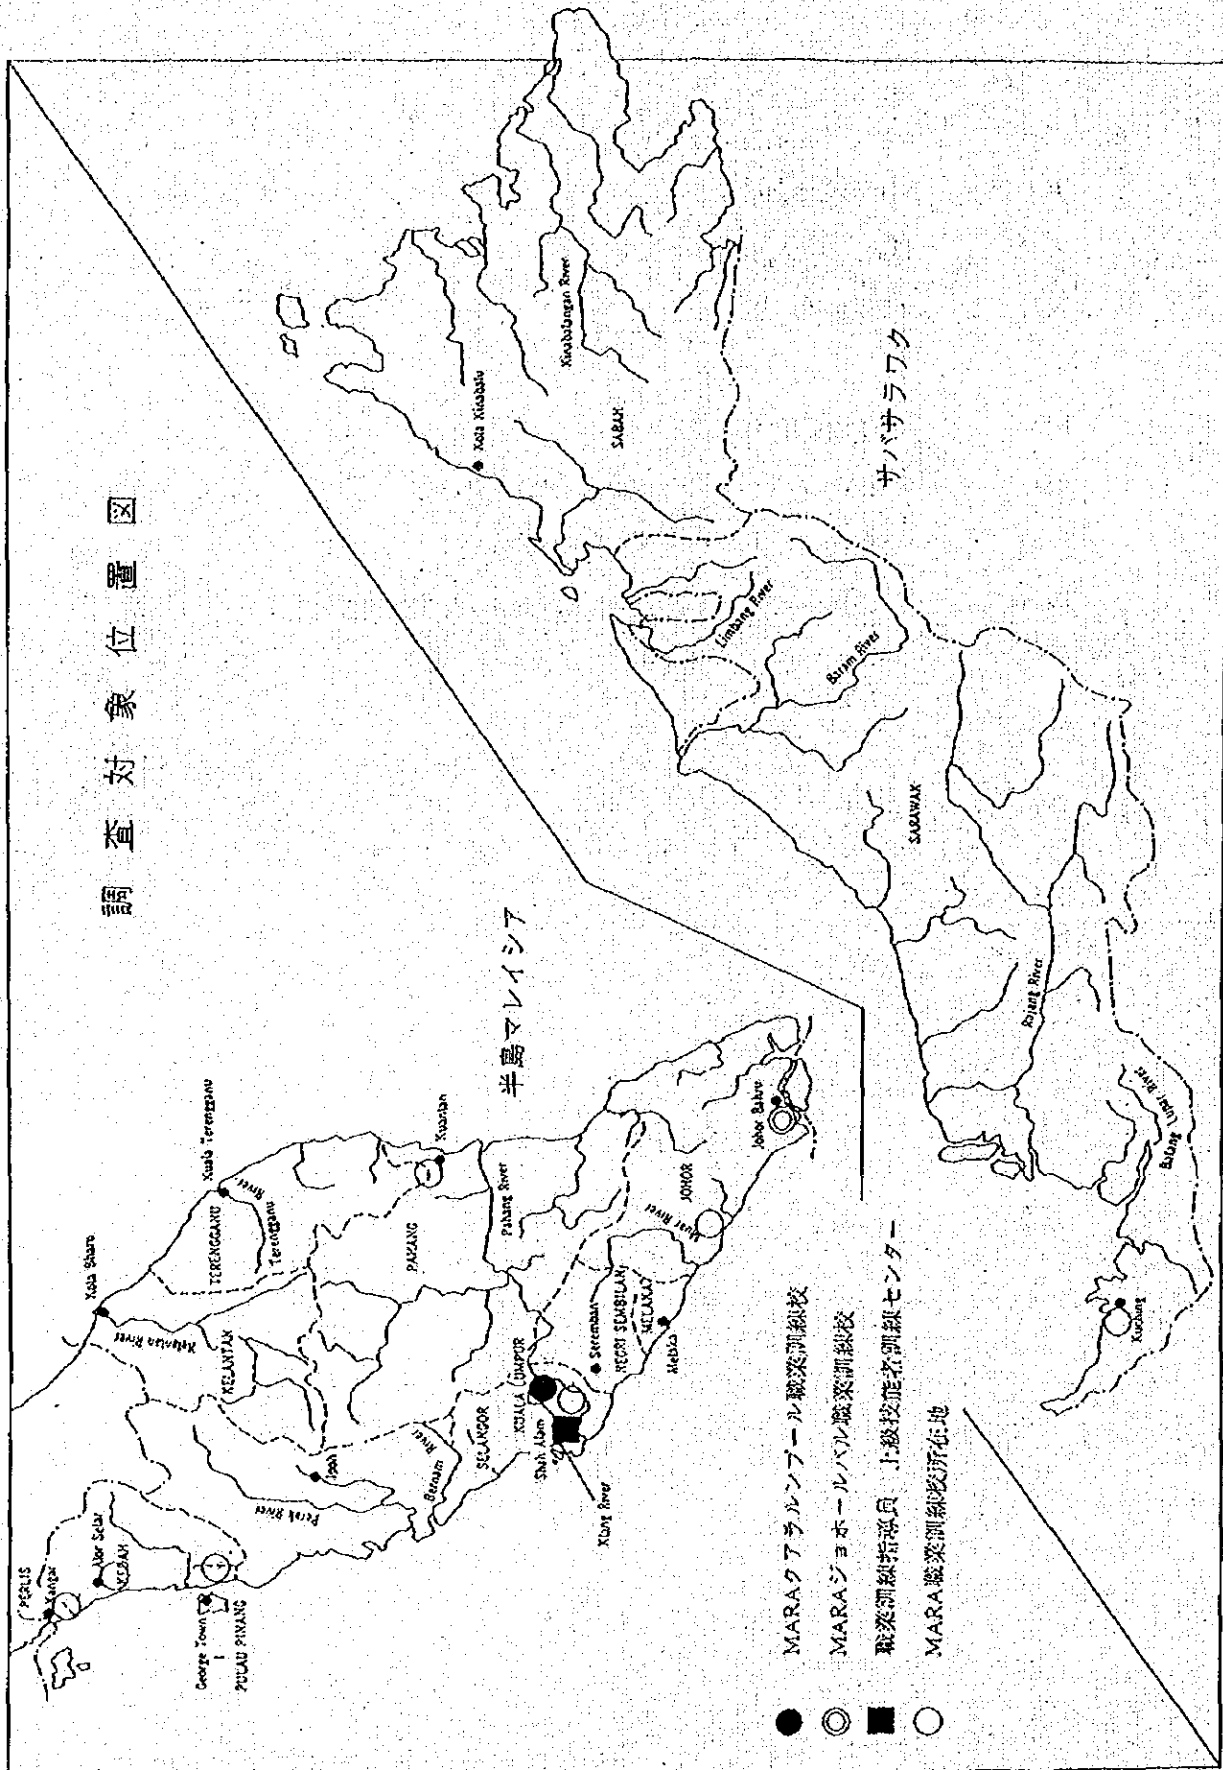 調査対象位置図
半島マレイシア
サバサラワク
PERLIS
Kangar
Alor Setar
KEDAH
George Town
PULAU PINANG
Perak River
Ipoh
Kota Bharu
Kelantan River
KELANTAN
Kuala Terengganu
TERENGGANU
Terengganu River
Kuantan
PAHANG
Pahang River
Bernam River
SELANGOR
KUALA LUMPUR
Shah Alam
Klang River
Seremban
NEGRI SEMBILAN
MELAKA
Melaka
Muar River
JOHOR
Johor Bahru
Kota Kinabalu
Kinabatangan River
SABAH
Limbang River
Baram River
SARAWAK
Rajang River
Batang Lupar River
Kuching
● MARAクアラルンプール職業訓練校
◎ MARAジョホールバル職業訓練校
■ 職業訓練指導員 上級技能者訓練センター
○ MARA職業訓練校所在地